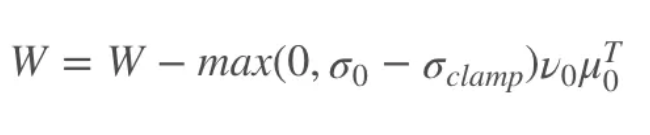 W = W − max(0, σ₀ − σ_clamp)ν₀μ₀ᵀ